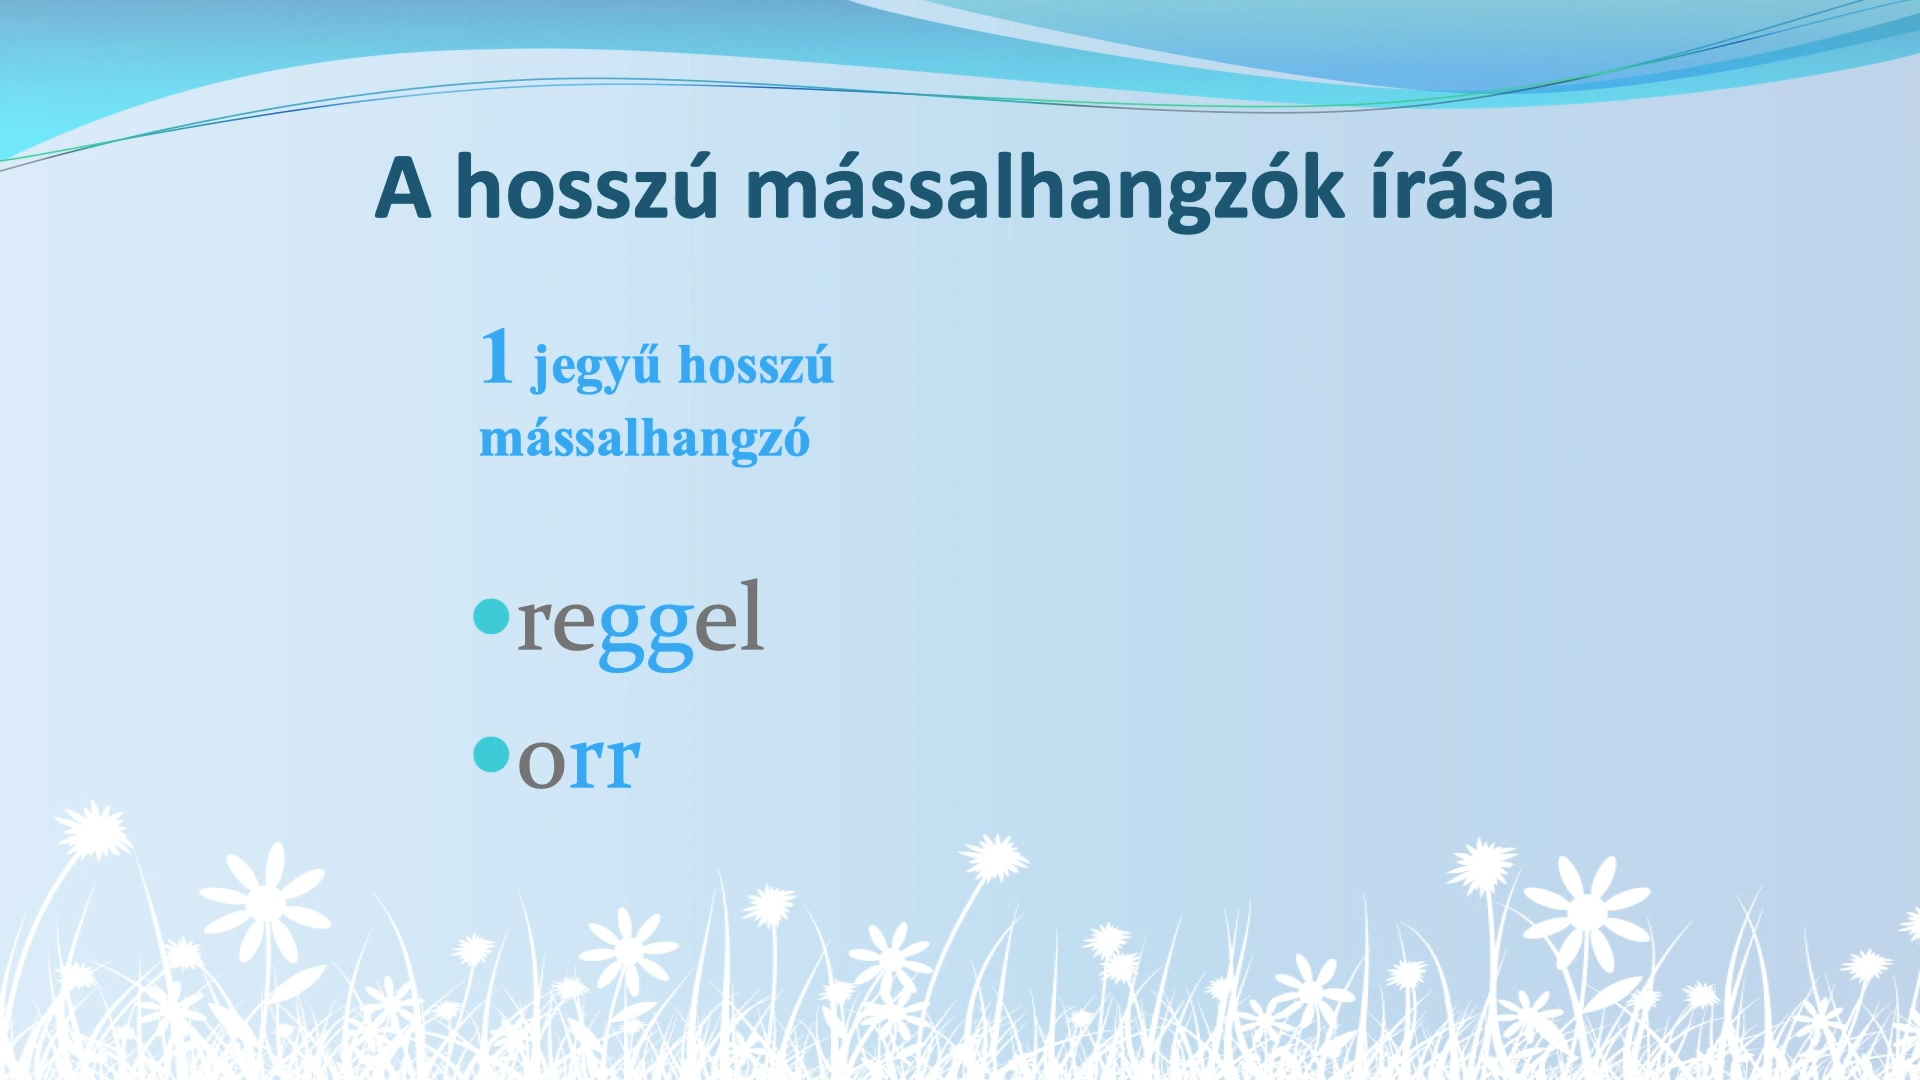 A hosszú mássalhangzók írása
1 jegyű hosszú
mássalhangzó
•reggel
•orr